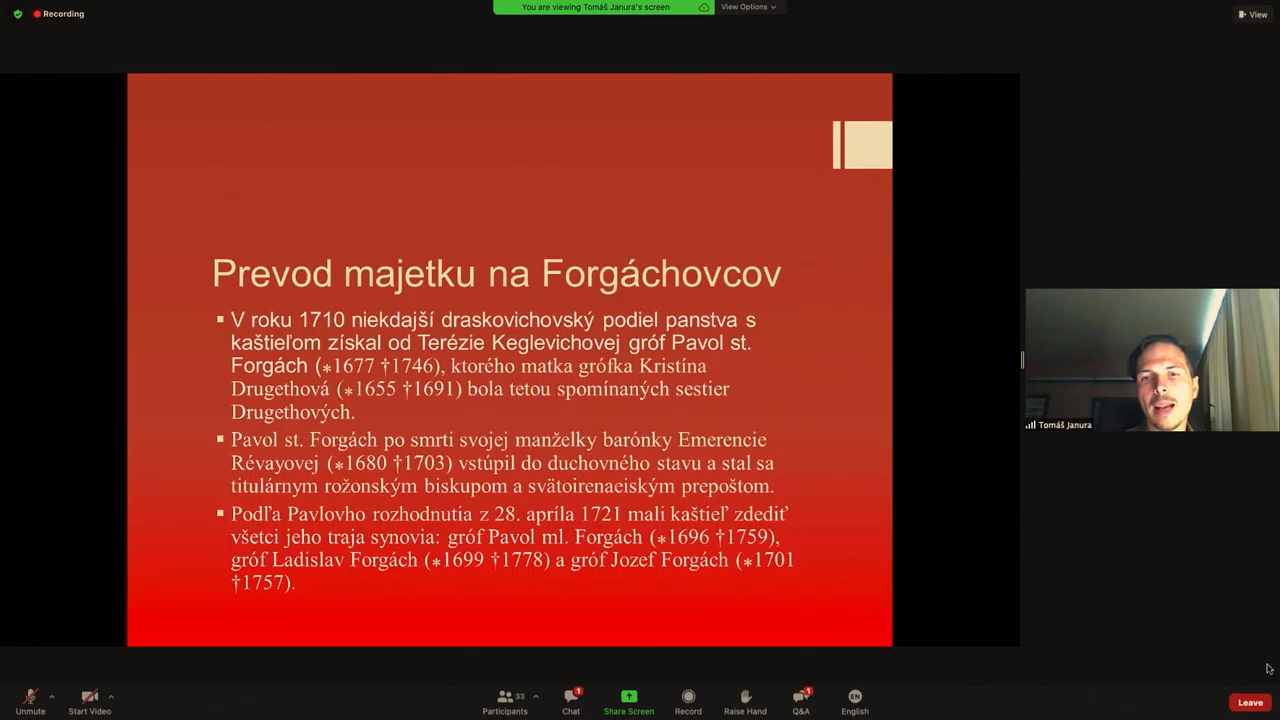 Recording
You are viewing Tomáš Janura's screen
View Options
View
Prevod majetku na Forgáchovcov
V roku 1710 niekdajší draskovichovský podiel panstva s
kaštieľom získal od Terézie Keglevichovej gróf Pavol st.
Forgách (*1677 †1746), ktorého matka grófka Kristína
Drugethová (*1655 †1691) bola tetou spomínaných sestier
Drugethových.
Pavol st. Forgách po smrti svojej manželky barónky Emerencie
Révayovej (*1680 †1703) vstúpil do duchovného stavu a stal sa
titulárnym rožonským biskupom a svätoirenaeiským prepoštom.
Podľa Pavlovho rozhodnutia z 28. apríla 1721 mali kaštieľ zdediť
všetci jeho traja synovia: gróf Pavol ml. Forgách (*1696 †1759),
gróf Ladislav Forgách (*1699 †1778) a gróf Jozef Forgách (*1701
†1757).
Tomáš Janura
Unmute
Start Video
Participants
33
Chat
1
Share Screen
Record
Raise Hand
Q&A
1
EN
English
Leave